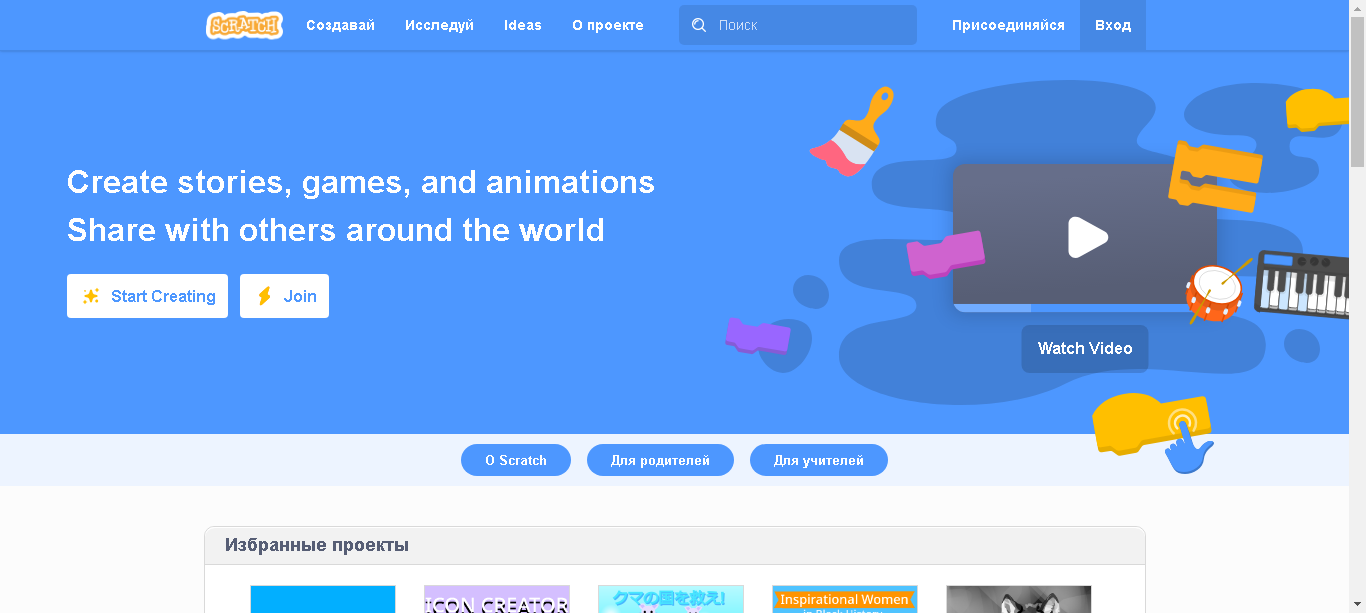 SCRATCH
Создавай
Исследуй
Ideas
О проекте
Поиск
Присоединяйся
Вход
Create stories, games, and animations
Share with others around the world
Start Creating
Join
Watch Video
О Scratch
Для родителей
Для учителей
Избранные проекты
ICON CREATOR
クマの国を救え!
Inspirational Women
in Black History